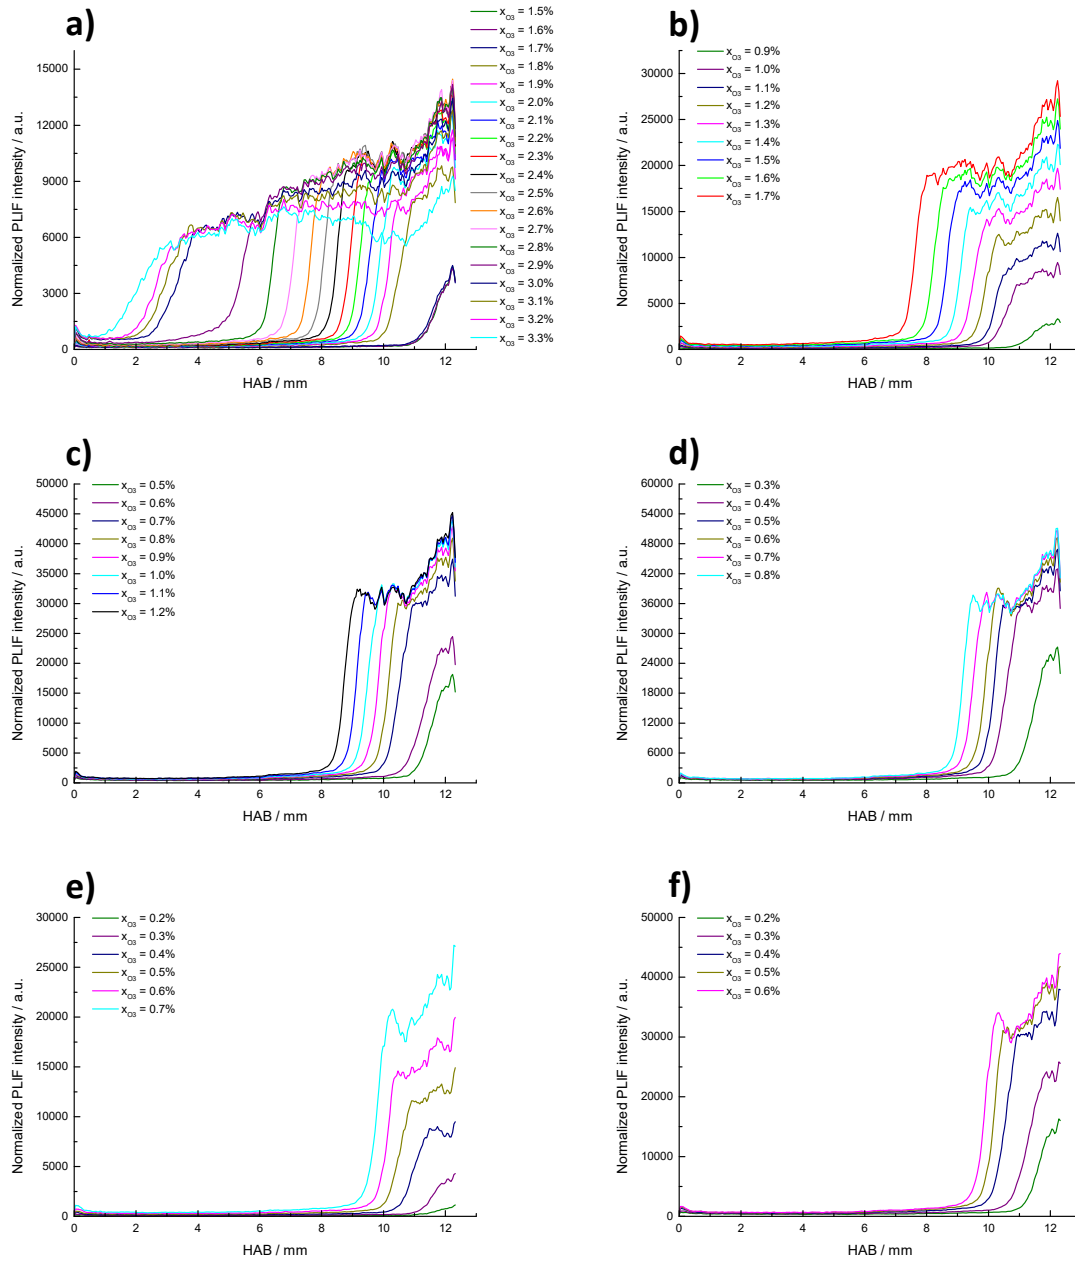 a)
x_O3 = 1.5%
x_O3 = 1.6%
x_O3 = 1.7%
x_O3 = 1.8%
x_O3 = 1.9%
x_O3 = 2.0%
x_O3 = 2.1%
x_O3 = 2.2%
x_O3 = 2.3%
x_O3 = 2.4%
x_O3 = 2.5%
x_O3 = 2.6%
x_O3 = 2.7%
x_O3 = 2.8%
x_O3 = 2.9%
x_O3 = 3.0%
x_O3 = 3.1%
x_O3 = 3.2%
x_O3 = 3.3%
Normalized PLIF intensity / a.u.
15000
12000
9000
6000
3000
0
0 2 4 6 8 10 12
HAB / mm
b)
x_O3 = 0.9%
x_O3 = 1.0%
x_O3 = 1.1%
x_O3 = 1.2%
x_O3 = 1.3%
x_O3 = 1.4%
x_O3 = 1.5%
x_O3 = 1.6%
x_O3 = 1.7%
Normalized PLIF intensity / a.u.
30000
25000
20000
15000
10000
5000
0
0 2 4 6 8 10 12
HAB / mm
c)
x_O3 = 0.5%
x_O3 = 0.6%
x_O3 = 0.7%
x_O3 = 0.8%
x_O3 = 0.9%
x_O3 = 1.0%
x_O3 = 1.1%
x_O3 = 1.2%
Normalized PLIF intensity / a.u.
50000
45000
40000
35000
30000
25000
20000
15000
10000
5000
0
0 2 4 6 8 10 12
HAB / mm
d)
x_O3 = 0.3%
x_O3 = 0.4%
x_O3 = 0.5%
x_O3 = 0.6%
x_O3 = 0.7%
x_O3 = 0.8%
Normalized PLIF intensity / a.u.
60000
54000
48000
42000
36000
30000
24000
18000
12000
6000
0
0 2 4 6 8 10 12
HAB / mm
e)
x_O3 = 0.2%
x_O3 = 0.3%
x_O3 = 0.4%
x_O3 = 0.5%
x_O3 = 0.6%
x_O3 = 0.7%
Normalized PLIF intensity / a.u.
30000
25000
20000
15000
10000
5000
0
0 2 4 6 8 10 12
HAB / mm
f)
x_O3 = 0.2%
x_O3 = 0.3%
x_O3 = 0.4%
x_O3 = 0.5%
x_O3 = 0.6%
Normalized PLIF intensity / a.u.
50000
40000
30000
20000
10000
0
0 2 4 6 8 10 12
HAB / mm